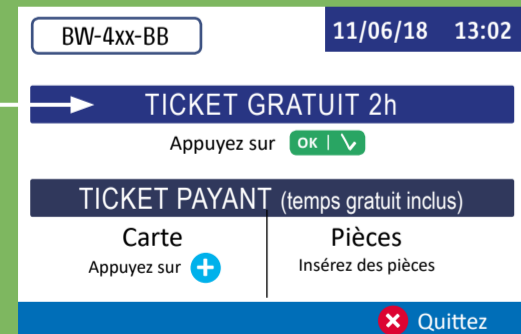 BW-4xx-BB
11/06/18 13:02
TICKET GRATUIT 2h
Appuyez sur OK
TICKET PAYANT (temps gratuit inclus)
Carte
Appuyez sur
Pièces
Insérez des pièces
Quittez